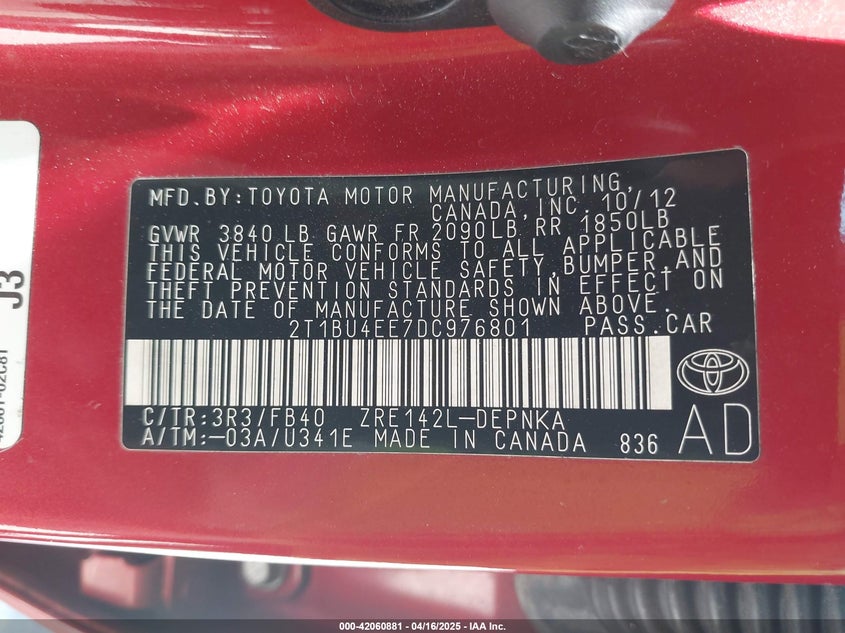 MFD.BY:TOYOTA MOTOR MANUFACTURING,
CANADA,INC. 10/12
GVWR 3840 LB GAWR FR 2090LB RR 1850LB
THIS VEHICLE CONFORMS TO ALL APPLICABLE
FEDERAL MOTOR VEHICLE SAFETY,BUMPER,AND
THEFT PREVENTION STANDARDS IN EFFECT ON
THE DATE OF MANUFACTURE SHOWN ABOVE.
2T1BU4EE7DC976801 PASS.CAR
C/TR:3R3/FB40 ZRE142L-DEPNKA
A/TM:-03A/U341E MADE IN CANADA 836
AD
J3
000-42060881 - 04/16/2025 - IAA Inc.